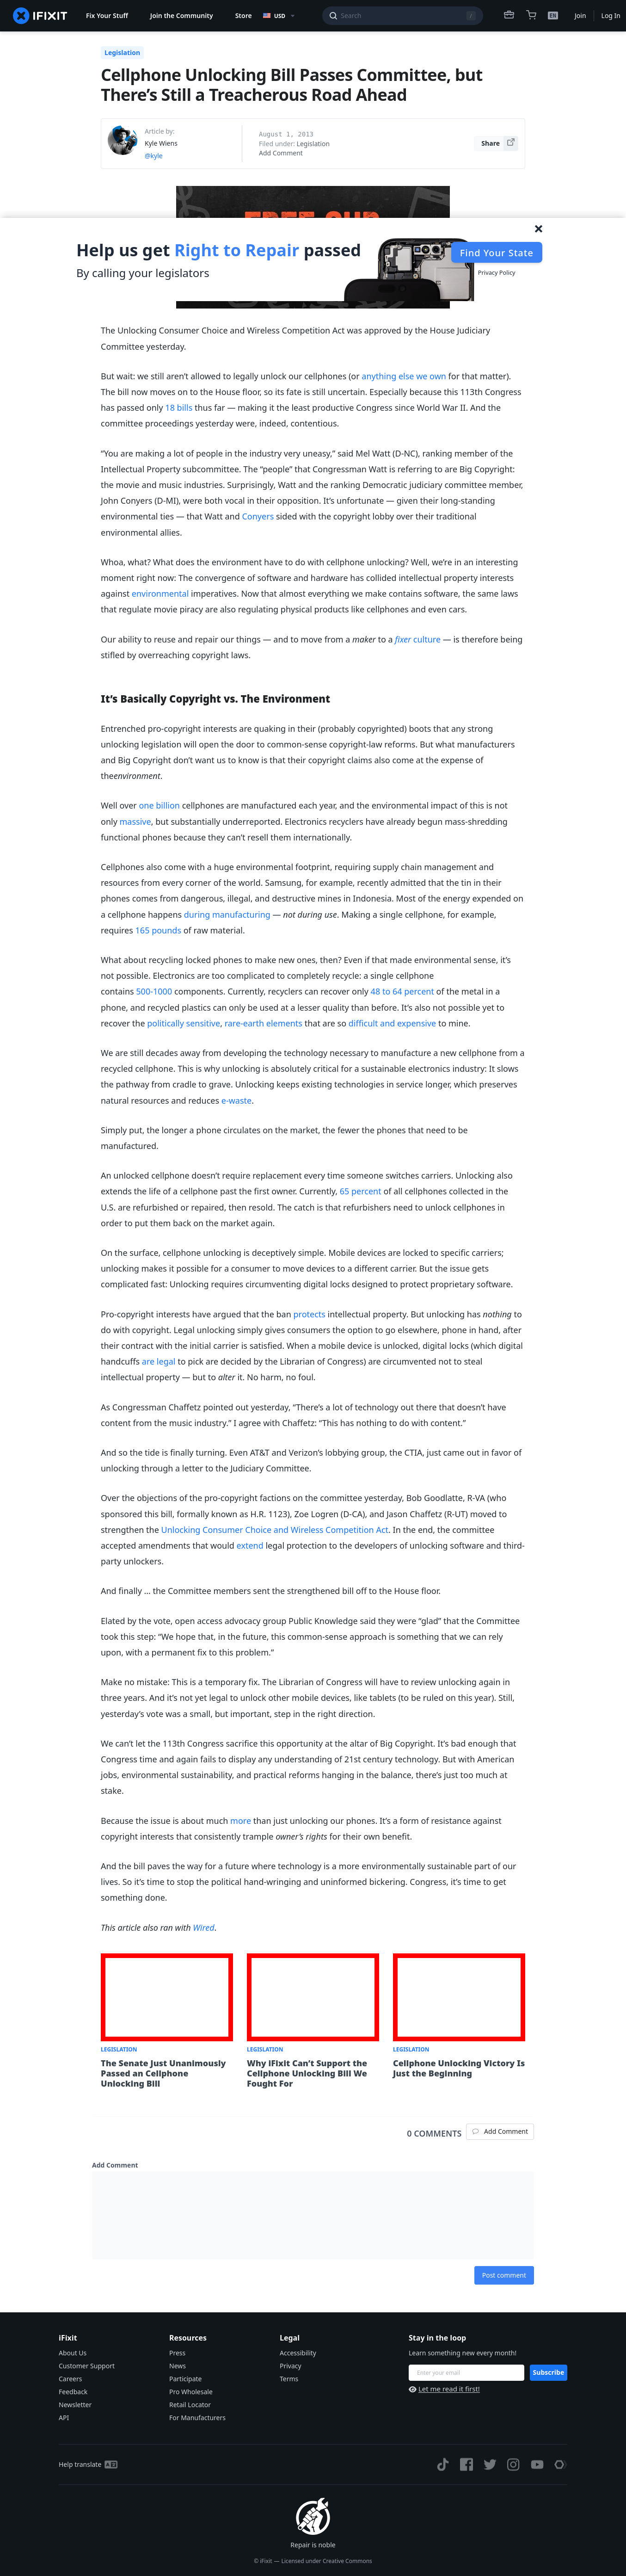 IFIXIT
Fix Your Stuff
Join the Community
Store
USD
Search
/
EN
Join
Log In
Legislation
Cellphone Unlocking Bill Passes Committee, but
There’s Still a Treacherous Road Ahead
Article by:
Kyle Wiens
@kyle
August 1, 2013
Filed under: Legislation
Add Comment
Share
Help us get Right to Repair passed
By calling your legislators
Find Your State
Privacy Policy
The Unlocking Consumer Choice and Wireless Competition Act was approved by the House Judiciary
Committee yesterday.
But wait: we still aren’t allowed to legally unlock our cellphones (or anything else we own for that matter).
The bill now moves on to the House floor, so its fate is still uncertain. Especially because this 113th Congress
has passed only 18 bills thus far — making it the least productive Congress since World War II. And the
committee proceedings yesterday were, indeed, contentious.
“You are making a lot of people in the industry very uneasy,” said Mel Watt (D-NC), ranking member of the
Intellectual Property subcommittee. The “people” that Congressman Watt is referring to are Big Copyright:
the movie and music industries. Surprisingly, Watt and the ranking Democratic judiciary committee member,
John Conyers (D-MI), were both vocal in their opposition. It’s unfortunate — given their long-standing
environmental ties — that Watt and Conyers sided with the copyright lobby over their traditional
environmental allies.
Whoa, what? What does the environment have to do with cellphone unlocking? Well, we’re in an interesting
moment right now: The convergence of software and hardware has collided intellectual property interests
against environmental imperatives. Now that almost everything we make contains software, the same laws
that regulate movie piracy are also regulating physical products like cellphones and even cars.
Our ability to reuse and repair our things — and to move from a maker to a fixer culture — is therefore being
stifled by overreaching copyright laws.
It’s Basically Copyright vs. The Environment
Entrenched pro-copyright interests are quaking in their (probably copyrighted) boots that any strong
unlocking legislation will open the door to common-sense copyright-law reforms. But what manufacturers
and Big Copyright don’t want us to know is that their copyright claims also come at the expense of
theenvironment.
Well over one billion cellphones are manufactured each year, and the environmental impact of this is not
only massive, but substantially underreported. Electronics recyclers have already begun mass-shredding
functional phones because they can’t resell them internationally.
Cellphones also come with a huge environmental footprint, requiring supply chain management and
resources from every corner of the world. Samsung, for example, recently admitted that the tin in their
phones comes from dangerous, illegal, and destructive mines in Indonesia. Most of the energy expended on
a cellphone happens during manufacturing — not during use. Making a single cellphone, for example,
requires 165 pounds of raw material.
What about recycling locked phones to make new ones, then? Even if that made environmental sense, it’s
not possible. Electronics are too complicated to completely recycle: a single cellphone
contains 500-1000 components. Currently, recyclers can recover only 48 to 64 percent of the metal in a
phone, and recycled plastics can only be used at a lesser quality than before. It’s also not possible yet to
recover the politically sensitive, rare-earth elements that are so difficult and expensive to mine.
We are still decades away from developing the technology necessary to manufacture a new cellphone from a
recycled cellphone. This is why unlocking is absolutely critical for a sustainable electronics industry: It slows
the pathway from cradle to grave. Unlocking keeps existing technologies in service longer, which preserves
natural resources and reduces e-waste.
Simply put, the longer a phone circulates on the market, the fewer the phones that need to be
manufactured.
An unlocked cellphone doesn’t require replacement every time someone switches carriers. Unlocking also
extends the life of a cellphone past the first owner. Currently, 65 percent of all cellphones collected in the
U.S. are refurbished or repaired, then resold. The catch is that refurbishers need to unlock cellphones in
order to put them back on the market again.
On the surface, cellphone unlocking is deceptively simple. Mobile devices are locked to specific carriers;
unlocking makes it possible for a consumer to move devices to a different carrier. But the issue gets
complicated fast: Unlocking requires circumventing digital locks designed to protect proprietary software.
Pro-copyright interests have argued that the ban protects intellectual property. But unlocking has nothing to
do with copyright. Legal unlocking simply gives consumers the option to go elsewhere, phone in hand, after
their contract with the initial carrier is satisfied. When a mobile device is unlocked, digital locks (which digital
handcuffs are legal to pick are decided by the Librarian of Congress) are circumvented not to steal
intellectual property — but to alter it. No harm, no foul.
As Congressman Chaffetz pointed out yesterday, “There’s a lot of technology out there that doesn’t have
content from the music industry.” I agree with Chaffetz: “This has nothing to do with content.”
And so the tide is finally turning. Even AT&T and Verizon’s lobbying group, the CTIA, just came out in favor of
unlocking through a letter to the Judiciary Committee.
Over the objections of the pro-copyright factions on the committee yesterday, Bob Goodlatte, R-VA (who
sponsored this bill, formally known as H.R. 1123), Zoe Logren (D-CA), and Jason Chaffetz (R-UT) moved to
strengthen the Unlocking Consumer Choice and Wireless Competition Act. In the end, the committee
accepted amendments that would extend legal protection to the developers of unlocking software and third-
party unlockers.
And finally … the Committee members sent the strengthened bill off to the House floor.
Elated by the vote, open access advocacy group Public Knowledge said they were “glad” that the Committee
took this step: “We hope that, in the future, this common-sense approach is something that we can rely
upon, with a permanent fix to this problem.”
Make no mistake: This is a temporary fix. The Librarian of Congress will have to review unlocking again in
three years. And it’s not yet legal to unlock other mobile devices, like tablets (to be ruled on this year). Still,
yesterday’s vote was a small, but important, step in the right direction.
We can’t let the 113th Congress sacrifice this opportunity at the altar of Big Copyright. It’s bad enough that
Congress time and again fails to display any understanding of 21st century technology. But with American
jobs, environmental sustainability, and practical reforms hanging in the balance, there’s just too much at
stake.
Because the issue is about much more than just unlocking our phones. It’s a form of resistance against
copyright interests that consistently trample owner’s rights for their own benefit.
And the bill paves the way for a future where technology is a more environmentally sustainable part of our
lives. So it’s time to stop the political hand-wringing and uninformed bickering. Congress, it’s time to get
something done.
This article also ran with Wired.
LEGISLATION
The Senate Just Unanimously
Passed an Cellphone
Unlocking Bill
LEGISLATION
Why iFixit Can’t Support the
Cellphone Unlocking Bill We
Fought For
LEGISLATION
Cellphone Unlocking Victory Is
Just the Beginning
0 COMMENTS
Add Comment
Add Comment
Post comment
iFixit
About Us
Customer Support
Careers
Feedback
Newsletter
API
Resources
Press
News
Participate
Pro Wholesale
Retail Locator
For Manufacturers
Legal
Accessibility
Privacy
Terms
Stay in the loop
Learn something new every month!
Enter your email
Subscribe
Let me read it first!
Help translate
Repair is noble
© iFixit — Licensed under Creative Commons